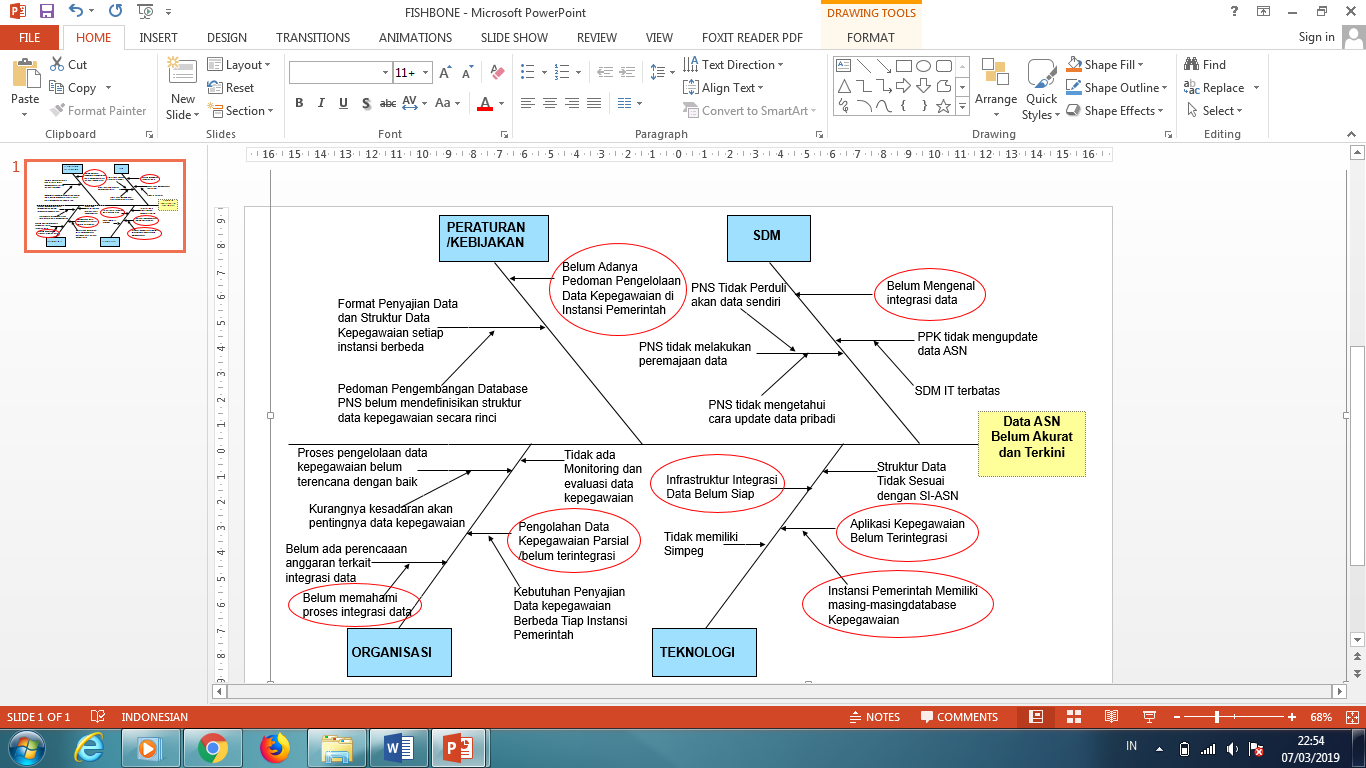 FISHBONE - Microsoft PowerPoint
DRAWING TOOLS
FILE
HOME
INSERT
DESIGN
TRANSITIONS
ANIMATIONS
SLIDE SHOW
REVIEW
VIEW
FOXIT READER PDF
FORMAT
Sign in
Paste
Cut
Copy
Format Painter
Clipboard
New
Slide
Layout
Reset
Section
Slides
11+
Font
Text Direction
Align Text
Convert to SmartArt
Paragraph
Arrange
Quick
Styles
Shape Fill
Shape Outline
Shape Effects
Drawing
Find
Replace
Select
Editing
1
PERATURAN
/KEBIJAKAN
SDM
Belum Adanya
Pedoman Pengelolaan
Data Kepegawaian di
Instansi Pemerintah
Format Penyajian Data
dan Struktur Data
Kepegawaian setiap
instansi berbeda
Pedoman Pengembangan Database
PNS belum mendefinisikan struktur
data kepegawaian secara rinci
PNS Tidak Perduli
akan data sendiri
Belum Mengenal
integrasi data
PNS tidak melakukan
peremajaan data
PPK tidak mengupdate
data ASN
SDM IT terbatas
PNS tidak mengetahui
cara update data pribadi
Data ASN
Belum Akurat
dan Terkini
Proses pengelolaan data
kepegawaian belum
terencana dengan baik
Tidak ada
Monitoring dan
evaluasi data
kepegawaian
Kurangnya kesadaran akan
pentingnya data kepegawaian
Pengolahan Data
Kepegawaian Parsial
/belum terintegrasi
Belum ada perencaaan
anggaran terkait
integrasi data
Belum memahami
proses integrasi data
Kebutuhan Penyajian
Data kepegawaian
Berbeda Tiap Instansi
Pemerintah
Infrastruktur Integrasi
Data Belum Siap
Struktur Data
Tidak Sesuai
dengan SI-ASN
Tidak memiliki
Simpeg
Aplikasi Kepegawaian
Belum Terintegrasi
Instansi Pemerintah Memiliki
masing-masingdatabase
Kepegawaian
ORGANISASI
TEKNOLOGI
SLIDE 1 OF 1
INDONESIAN
NOTES
COMMENTS
68%
IN
22:54
07/03/2019